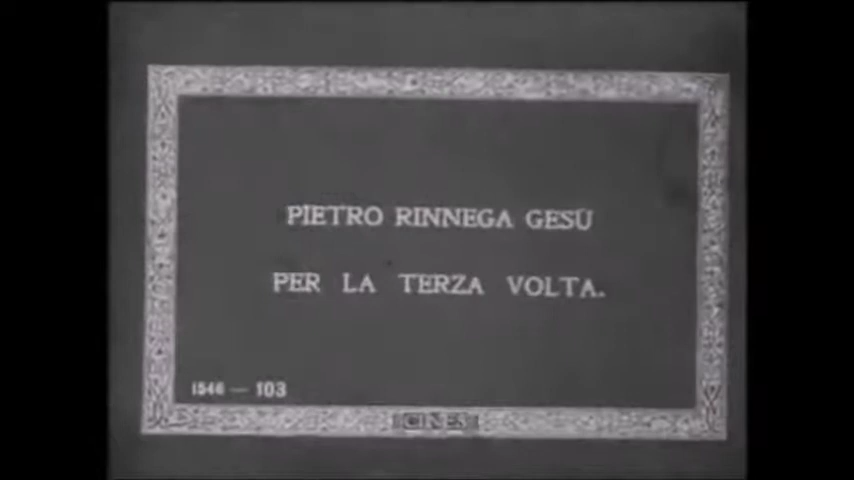 PIETRO RINNEGA GESÙ
PER LA TERZA VOLTA.
1546 — 103
CINES